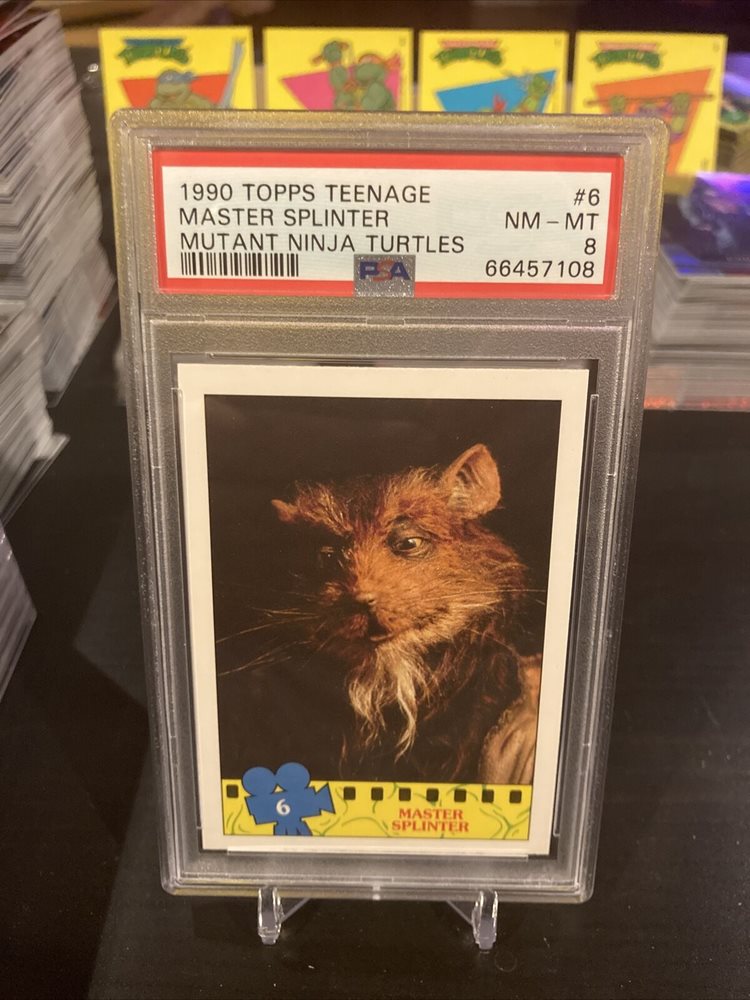 1990 TOPPS TEENAGE #6
MASTER SPLINTER NM - MT
MUTANT NINJA TURTLES 8
PSA 66457108
6
MASTER
SPLINTER